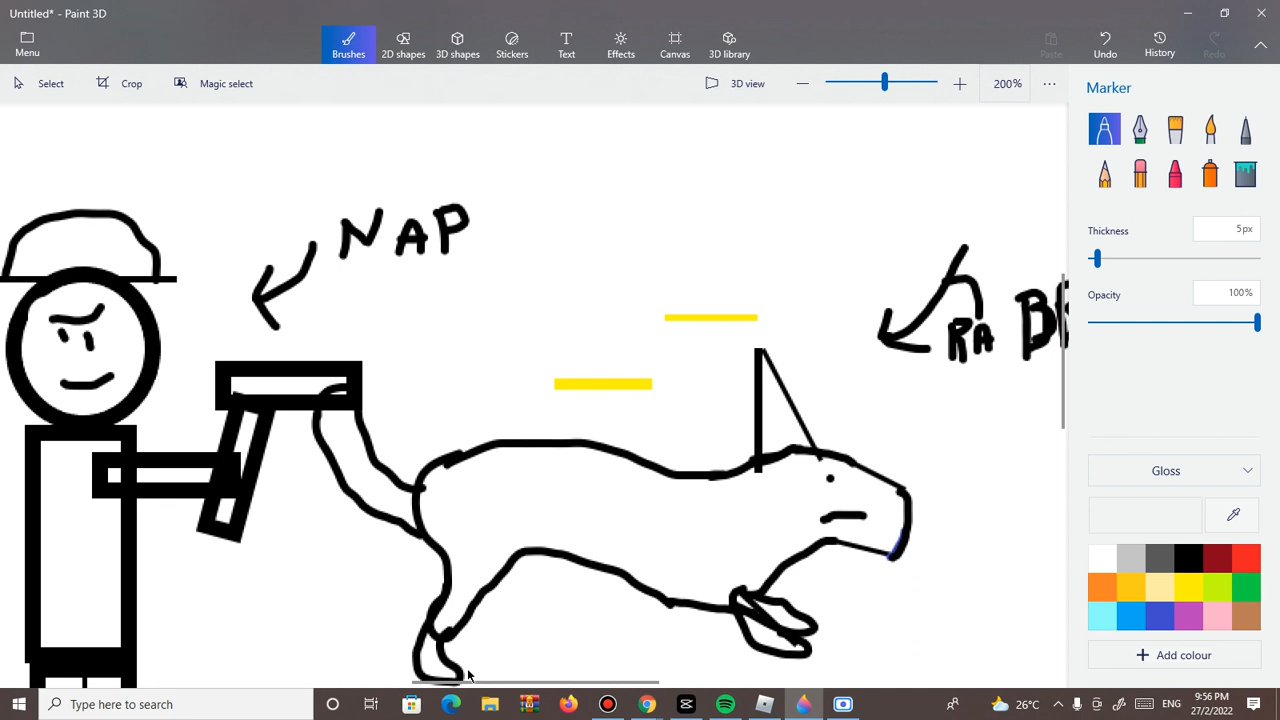 Untitled* - Paint 3D
Menu
Brushes
2D shapes
3D shapes
Stickers
Text
Effects
Canvas
3D library
Paste
Undo
History
Redo
Select
Crop
Magic select
3D view
200%
Marker
Thickness
5px
Opacity
100%
Gloss
Add colour
NAP
RA
Type here to search
26°C
ENG
9:56 PM
27/2/2022